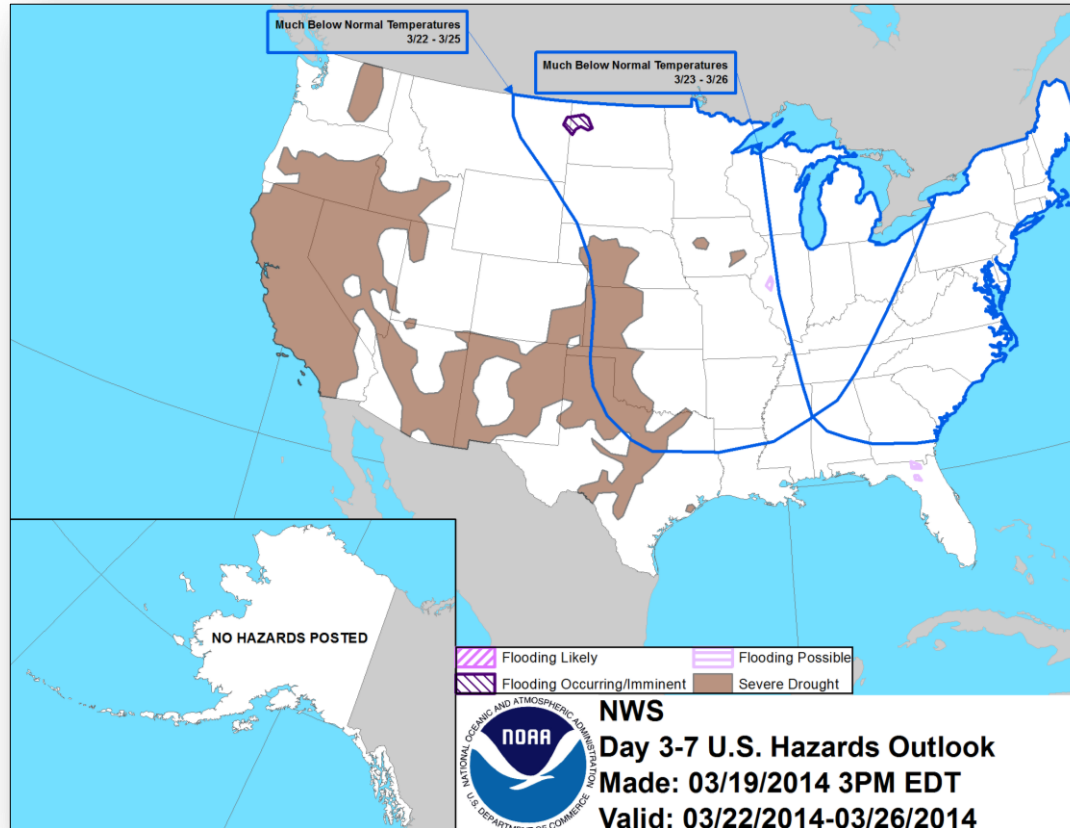 Much Below Normal Temperatures
3/22 - 3/25
Much Below Normal Temperatures
3/23 - 3/26
NO HAZARDS POSTED
Flooding Likely
Flooding Possible
Flooding Occurring/Imminent
Severe Drought
NATIONAL OCEANIC AND ATMOSPHERIC ADMINISTRATION
NOAA
U.S. DEPARTMENT OF COMMERCE
NWS
Day 3-7 U.S. Hazards Outlook
Made: 03/19/2014 3PM EDT
Valid: 03/22/2014-03/26/2014